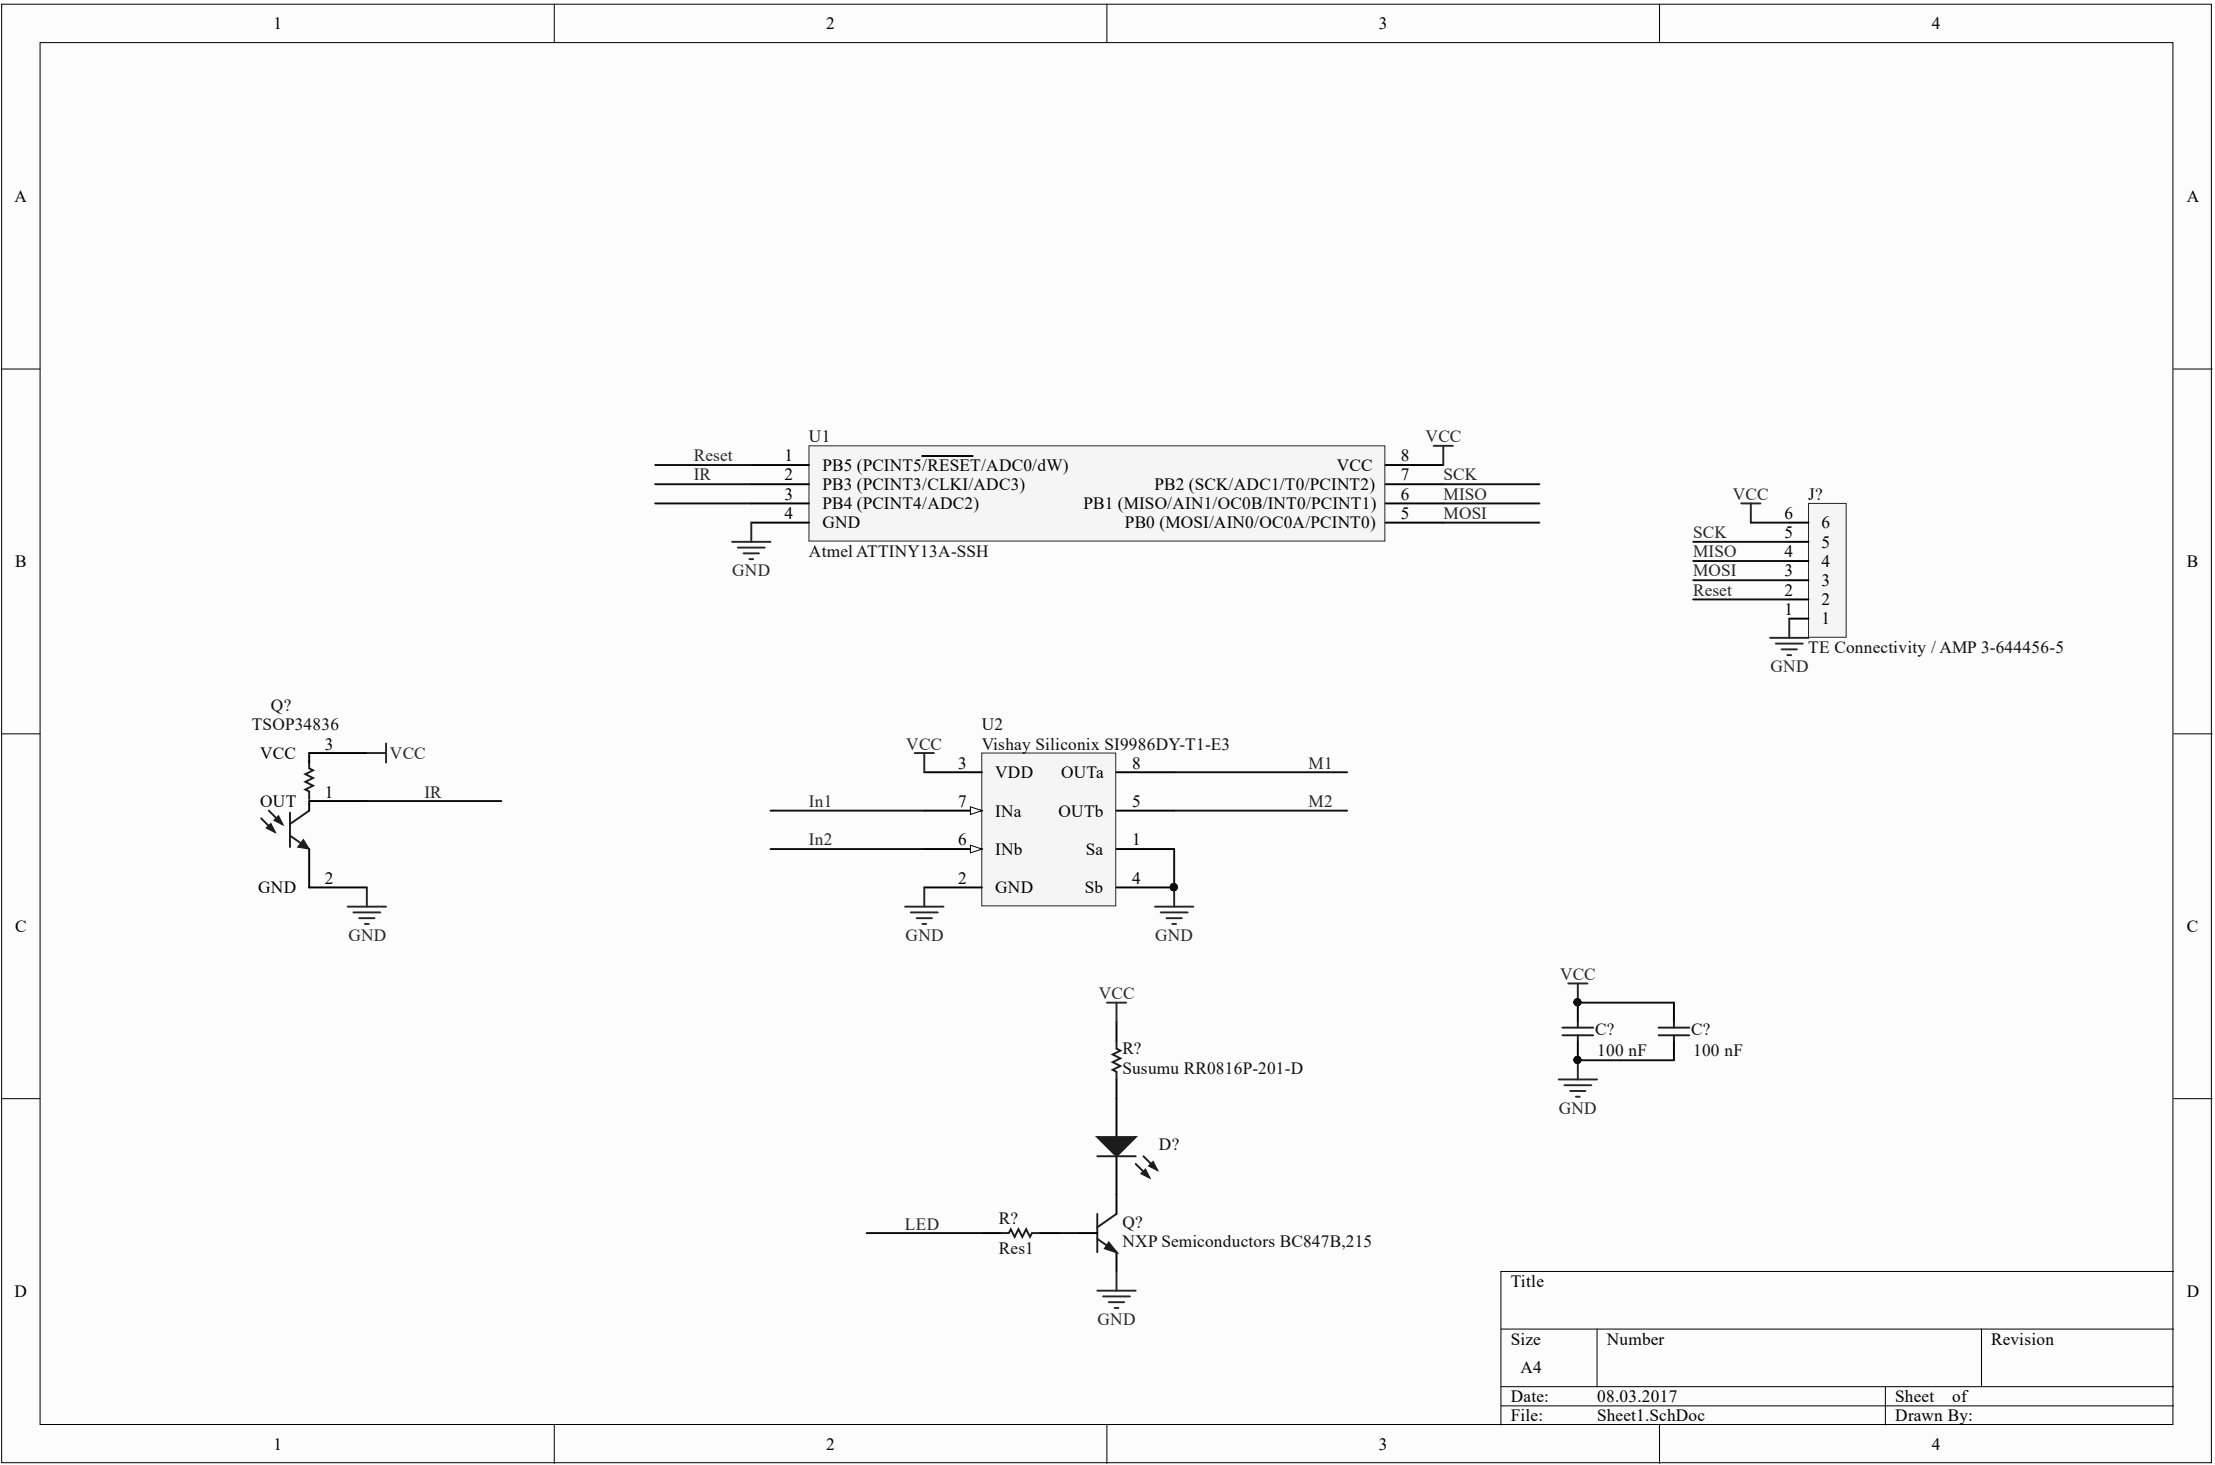 1 2 3 4
A A
B B
C C
D D
U1
Reset 1 PB5 (PCINT5/RESET/ADC0/dW)
IR 2 PB3 (PCINT3/CLKI/ADC3)
3 PB4 (PCINT4/ADC2)
4 GND
GND
VCC
VCC 8
PB2 (SCK/ADC1/T0/PCINT2) 7 SCK
PB1 (MISO/AIN1/OC0B/INT0/PCINT1) 6 MISO
PB0 (MOSI/AIN0/OC0A/PCINT0) 5 MOSI
Atmel ATTINY13A-SSH
VCC J?
6 6
SCK 5 5
MISO 4 4
MOSI 3 3
Reset 2 2
1 1
GND
TE Connectivity / AMP 3-644456-5
Q?
TSOP34836
VCC 3 VCC
OUT 1 IR
GND 2
GND
U2
Vishay Siliconix SI9986DY-T1-E3
VCC
3 VDD OUTa 8 M1
In1 7 INa OUTb 5 M2
In2 6 INb Sa 1
2 GND Sb 4
GND GND
VCC
R?
Susumu RR0816P-201-D
D?
LED R?
Res1
Q?
NXP Semiconductors BC847B,215
GND
VCC
C? C?
100 nF 100 nF
GND
Title
Size Number Revision
A4
Date: 08.03.2017 Sheet of
File: Sheet1.SchDoc Drawn By:
1 2 3 4